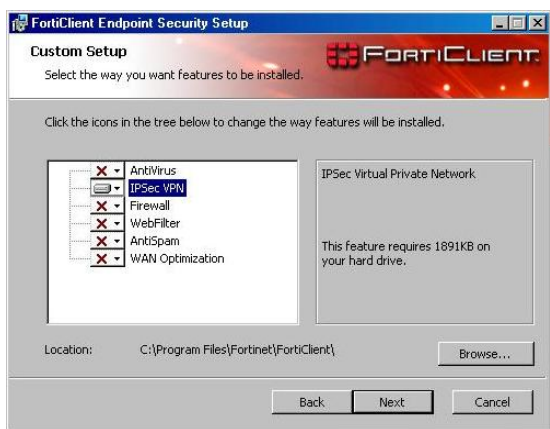 FortiClient Endpoint Security Setup
Custom Setup
Select the way you want features to be installed.
FORTICLIENT
Click the icons in the tree below to change the way features will be installed.
AntiVirus
IPSec VPN
Firewall
WebFilter
AntiSpam
WAN Optimization
IPSec Virtual Private Network
This feature requires 1891KB on
your hard drive.
Location: C:\Program Files\Fortinet\FortiClient\
Browse...
Back Next Cancel